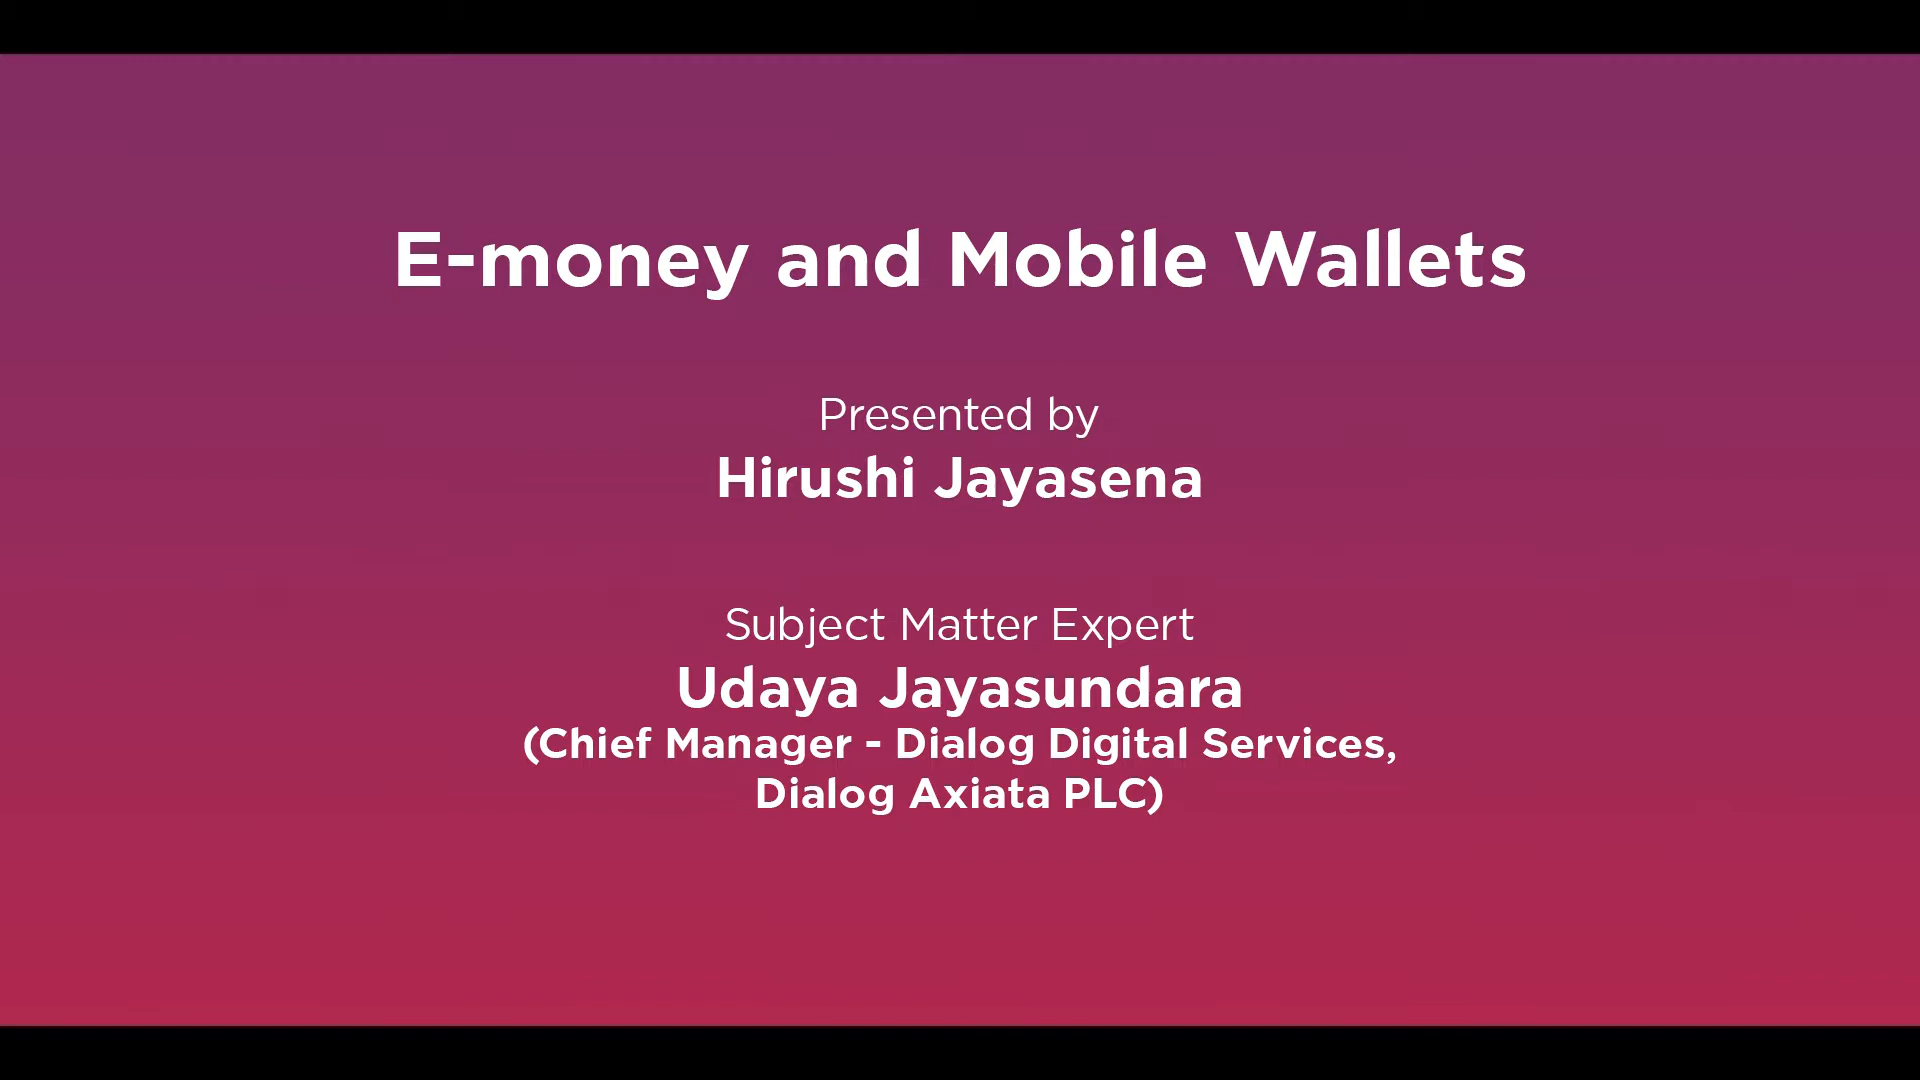 E-money and Mobile Wallets
Presented by
Hirushi Jayasena
Subject Matter Expert
Udaya Jayasundara
(Chief Manager - Dialog Digital Services,
Dialog Axiata PLC)